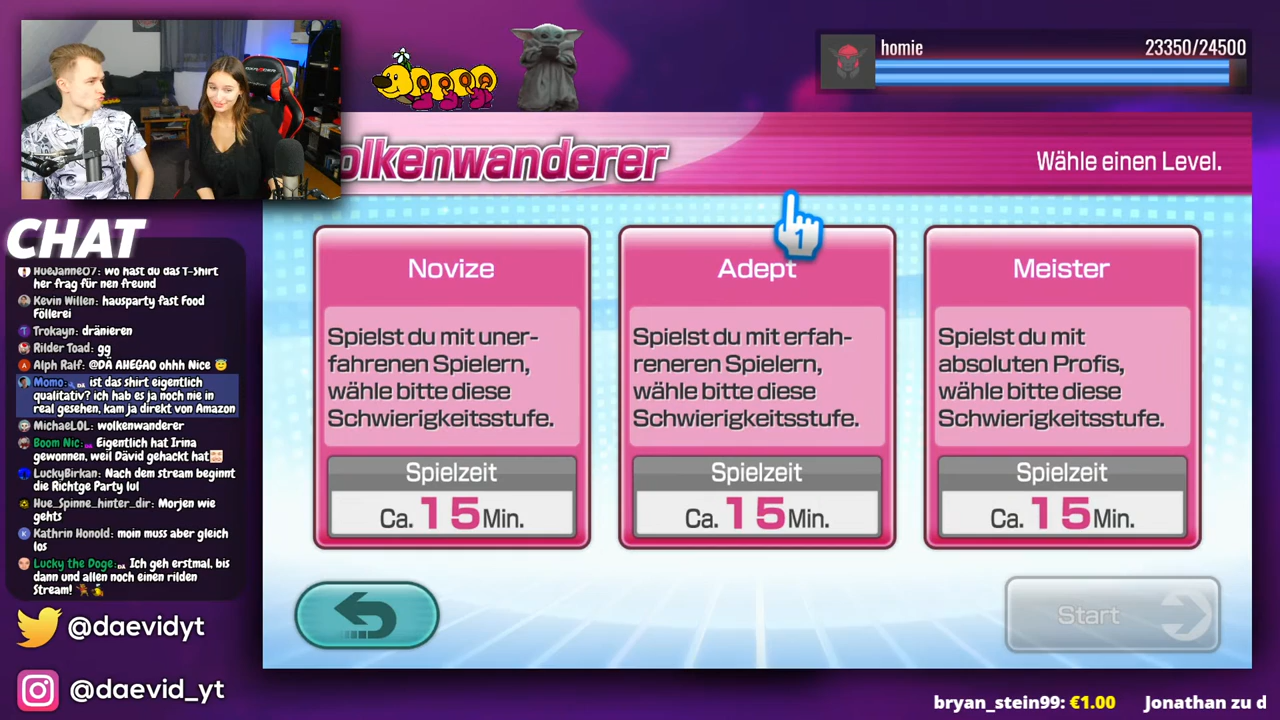 homie
23350/24500
olkenwanderer
Wähle einen Level.
1
CHAT
HueJanne07: wo hast du das T-Shirt
her frag für nen freund
Kevin Willen: hausparty fast Food
Föllerei
Trokayn: dränieren
Rilder Toad: gg
Alph Ralf: @DA AHEGAO ohhh Nice
Momo: DA ist das shirt eigentlich
qualitativ? ich hab es ja noch nie in
real gesehen, kam ja direkt von Amazon
MichaeLOL: wolkenwanderer
Boom Nic: Eigentlich hat Irina
gewonnen, weil Dävid gehackt hat
LuckyBirkan: Nach dem stream beginnt
die Richtge Party lul
Hue_Spinne_hinter_dir: Morjen wie
gehts
Kathrin Honold: moin muss aber gleich
los
Lucky the Doge: DA Ich geh erstmal, bis
dann und allen noch einen rilden
Stream!
@daevidyt
@daevid_yt
Novize
Spielst du mit uner-
fahrenen Spielern,
wähle bitte diese
Schwierigkeitsstufe.
Spielzeit
Ca. 15 Min.
Adept
Spielst du mit erfah-
reneren Spielern,
wähle bitte diese
Schwierigkeitsstufe.
Spielzeit
Ca. 15 Min.
Meister
Spielst du mit
absoluten Profis,
wähle bitte diese
Schwierigkeitsstufe.
Spielzeit
Ca. 15 Min.
Start
bryan_stein99: €1.00 Jonathan zu d